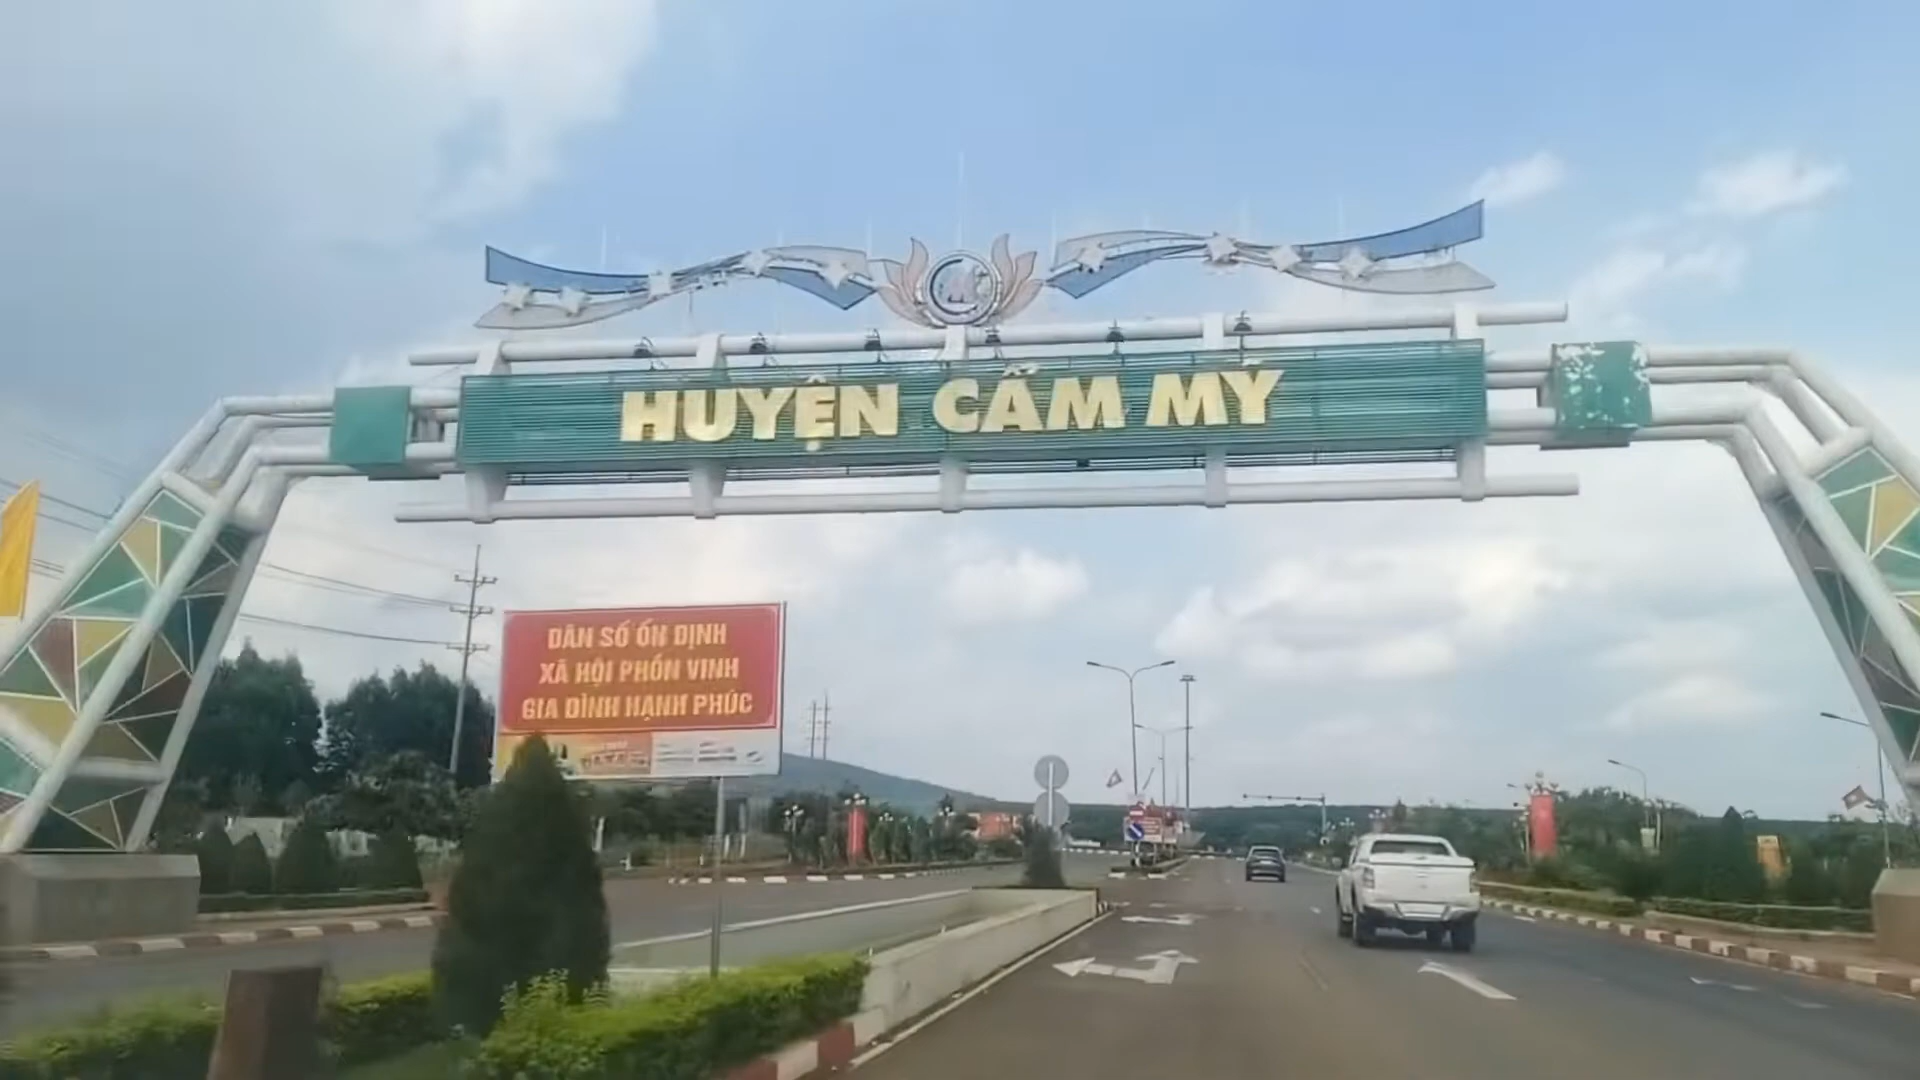 HUYỆN CẨM MỸ
DÂN SỐ ỔN ĐỊNH
XÃ HỘI PHỒN VINH
GIA ĐÌNH HẠNH PHÚC